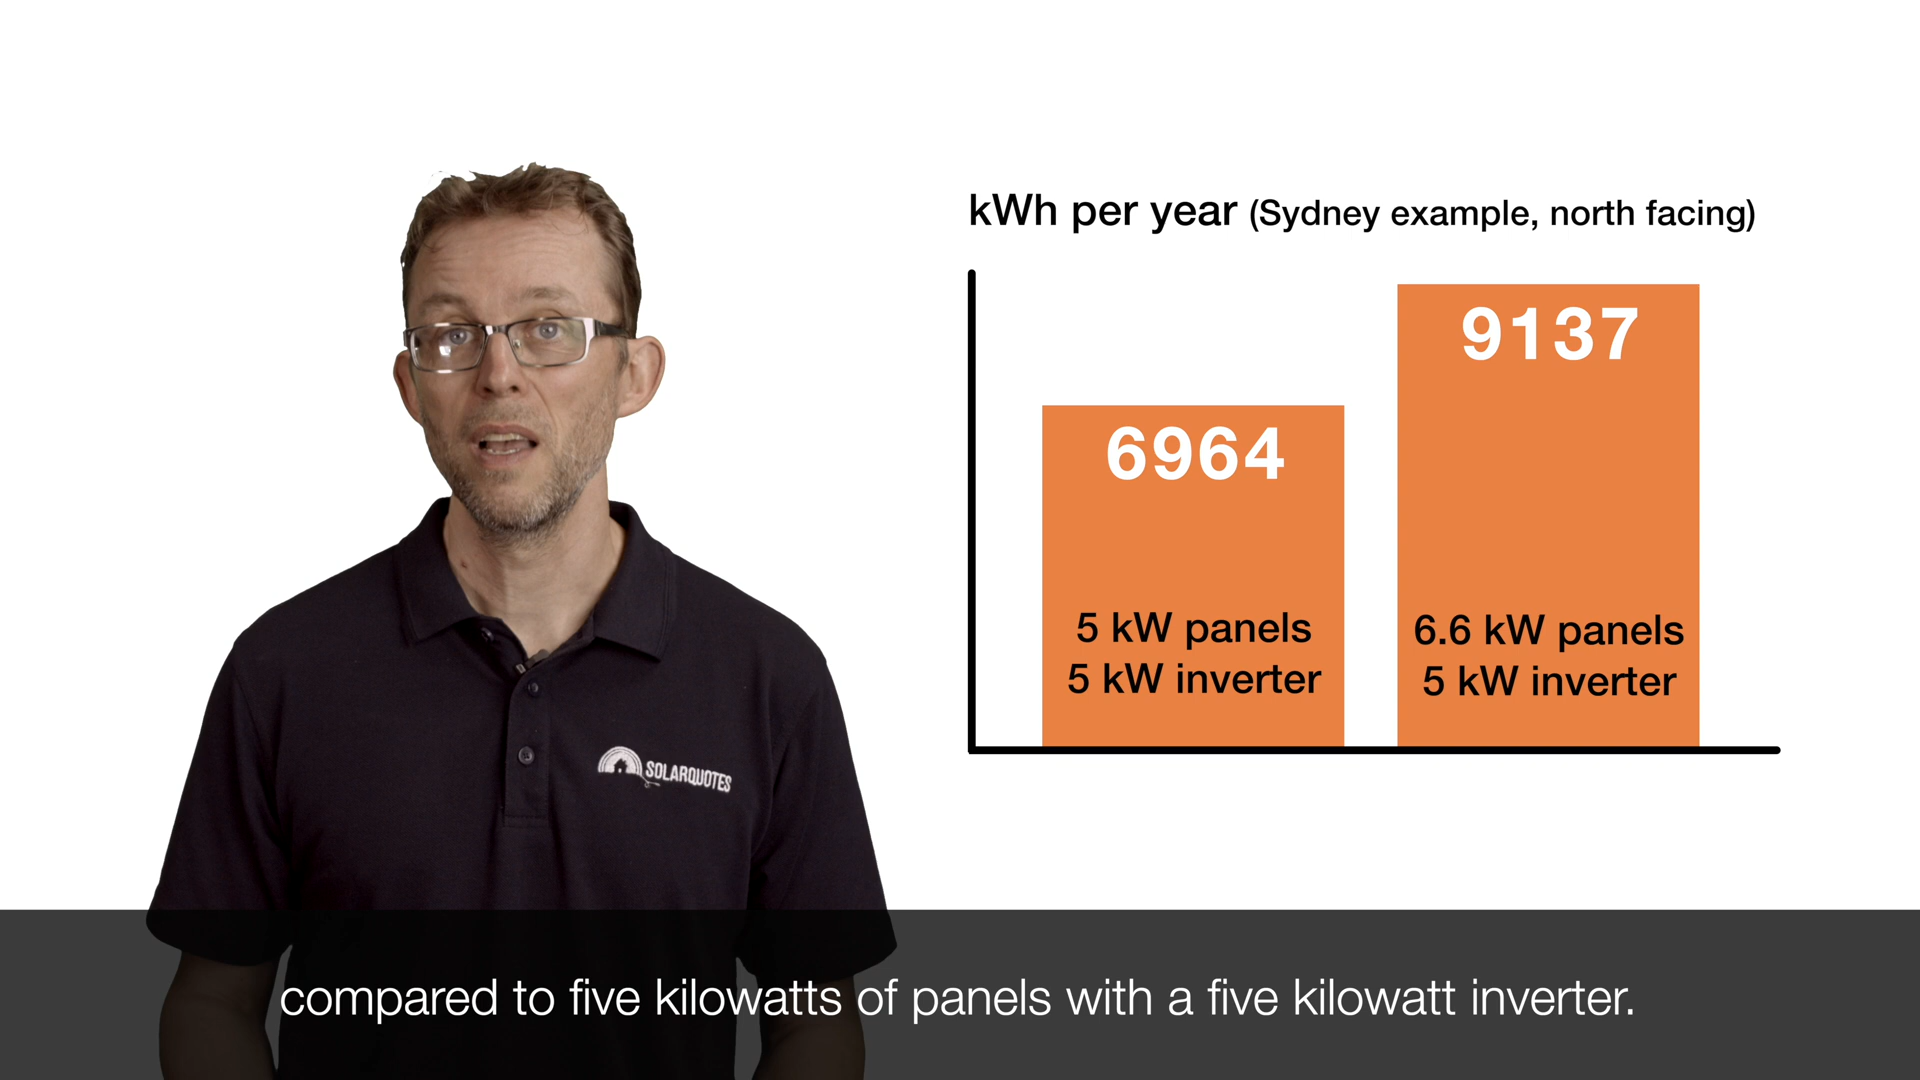 kWh per year (Sydney example, north facing)
9137
6964
5 kW panels
5 kW inverter
6.6 kW panels
5 kW inverter
SOLARQUOTES
compared to five kilowatts of panels with a five kilowatt inverter.